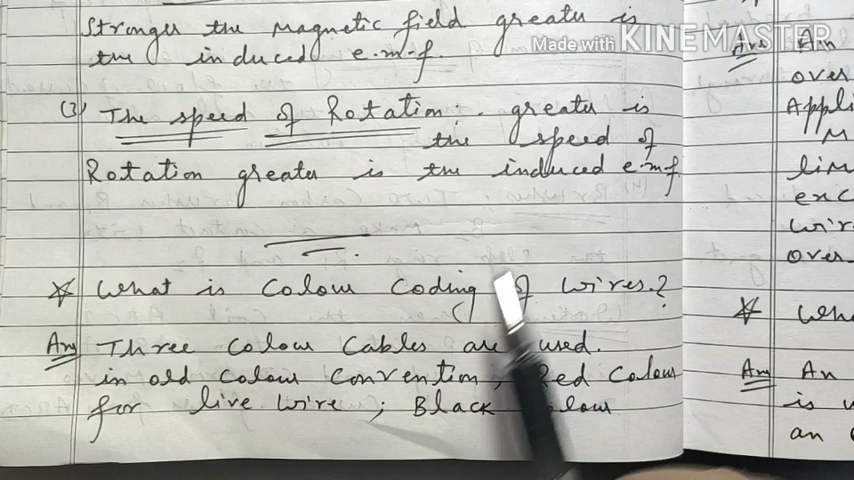 Stronger the Magnetic field greater is
the induced e.m.f.
Made with KINEMASTER
(3) The speed of Rotation :- greater is
the speed of
Rotation greater is the induced e.m.f.
What is Colour Coding of wires?
Ans Three Colour Cables are used.
in old Colour Convention, Red Colour
for live wire; Black
Ans An
over
Appli
M
lim
exc
wir
over
Wha
Ans An
is
an